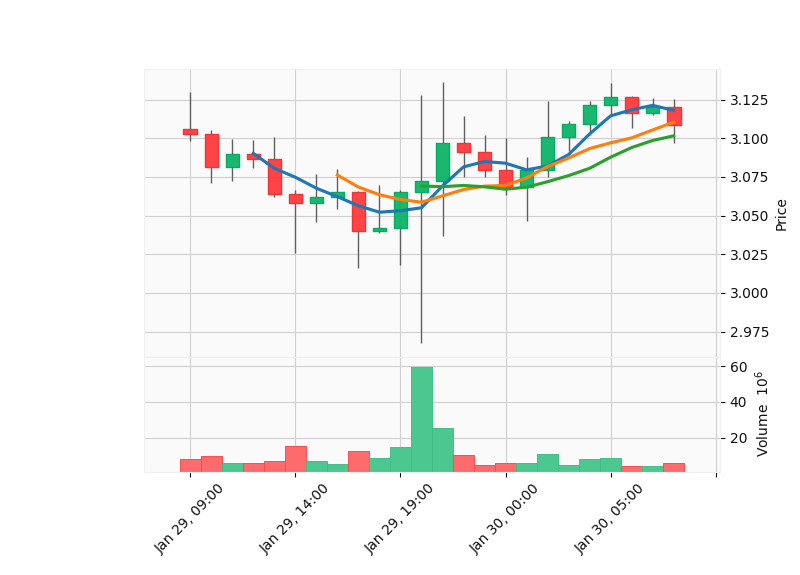 3.125
3.100
3.075
3.050
3.025
3.000
2.975
Price
60
40
20
Volume 10^6
Jan 29, 09:00
Jan 29, 14:00
Jan 29, 19:00
Jan 30, 00:00
Jan 30, 05:00